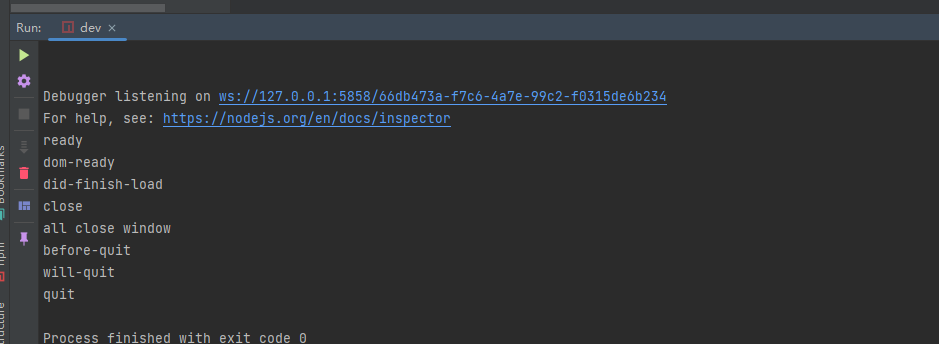 Run: dev ×
Debugger listening on ws://127.0.0.1:5858/66db473a-f7c6-4a7e-99c2-f0315de6b234
For help, see: https://nodejs.org/en/docs/inspector
ready
dom-ready
did-finish-load
close
all close window
before-quit
will-quit
quit
Process finished with exit code 0
Bookmarks
npm